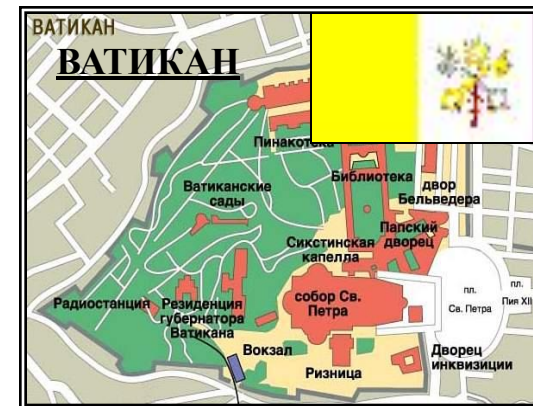 ВАТИКАН
ВАТИКАН
Пинакотека
Библиотека
Ватиканские
сады
двор
Бельведера
Папский
дворец
Сикстинская
капелла
пл.
Св. Петра
пл.
Пия XII
собор Св.
Петра
Радиостанция
Резиденция
губернатора
Ватикана
Вокзал
Ризница
Дворец
инквизиции